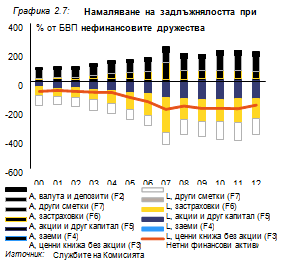 Графика 2.7: Намаляване на задлъжнялостта при
% от БВП нефинансовите дружества
400
200
0
-200
-400
-600
00 01 02 03 04 05 06 07 08 09 10 11 12
А, валута и депозити (F2) L, други сметки (F7)
А, други сметки (F7) L, застраховки (F6)
А, застраховки (F6) L, акции и друг капитал (F5)
А, акции и друг капитал (F5) L, заеми (F4)
А, заеми (F4) L, ценни книжа без акции (F3)
А, ценни книжа без акции (F3) Нетни финансови активи
Източник: Службите на Комисията